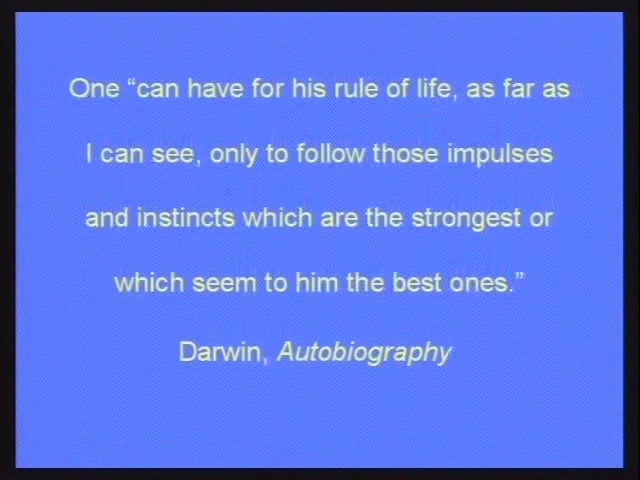 One “can have for his rule of life, as far as
I can see, only to follow those impulses
and instincts which are the strongest or
which seem to him the best ones.”
Darwin, Autobiography